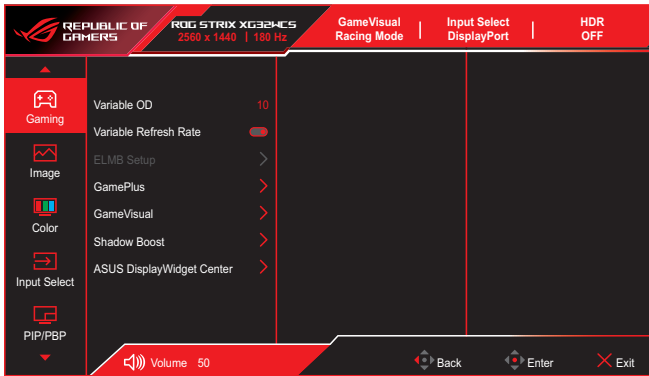 REPUBLIC OF
GAMERS
ROG STRIX XG32WCS
2560 x 1440 | 180 Hz
GameVisual
Racing Mode
Input Select
DisplayPort
HDR
OFF
Gaming
Image
Color
Input Select
PIP/PBP
Variable OD 10
Variable Refresh Rate
ELMB Setup
GamePlus
GameVisual
Shadow Boost
ASUS DisplayWidget Center
Volume 50
Back
Enter
Exit